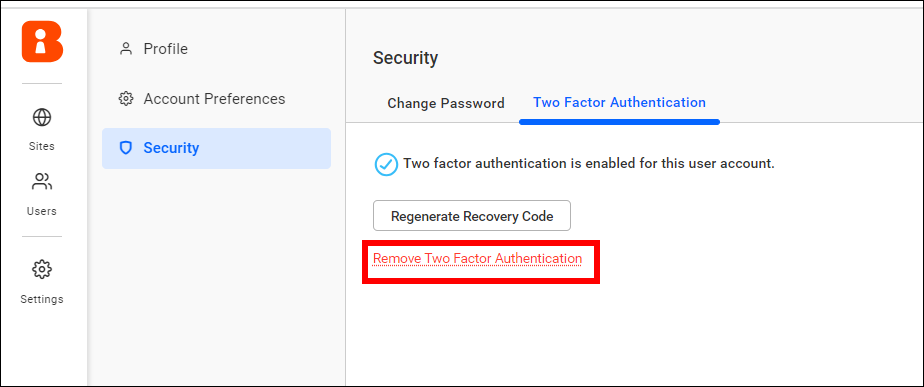 Sites
Users
Settings
Profile
Account Preferences
Security
Security
Change Password
Two Factor Authentication
Two factor authentication is enabled for this user account.
Regenerate Recovery Code
Remove Two Factor Authentication